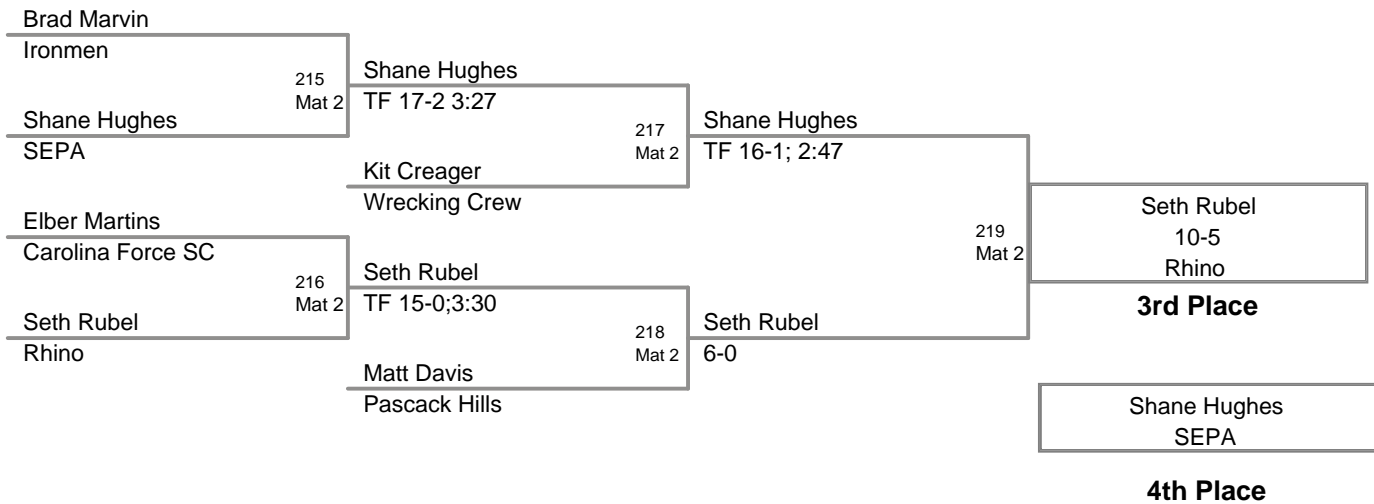 Brad Marvin
Ironmen
215
Mat 2
Shane Hughes
SEPA
Shane Hughes
TF 17-2 3:27
217
Mat 2
Kit Creager
Wrecking Crew
Shane Hughes
TF 16-1; 2:47
Elber Martins
Carolina Force SC
216
Mat 2
Seth Rubel
Rhino
Seth Rubel
TF 15-0;3:30
218
Mat 2
Matt Davis
Pascack Hills
Seth Rubel
6-0
219
Mat 2
Seth Rubel
10-5
Rhino
3rd Place
Shane Hughes
SEPA
4th Place